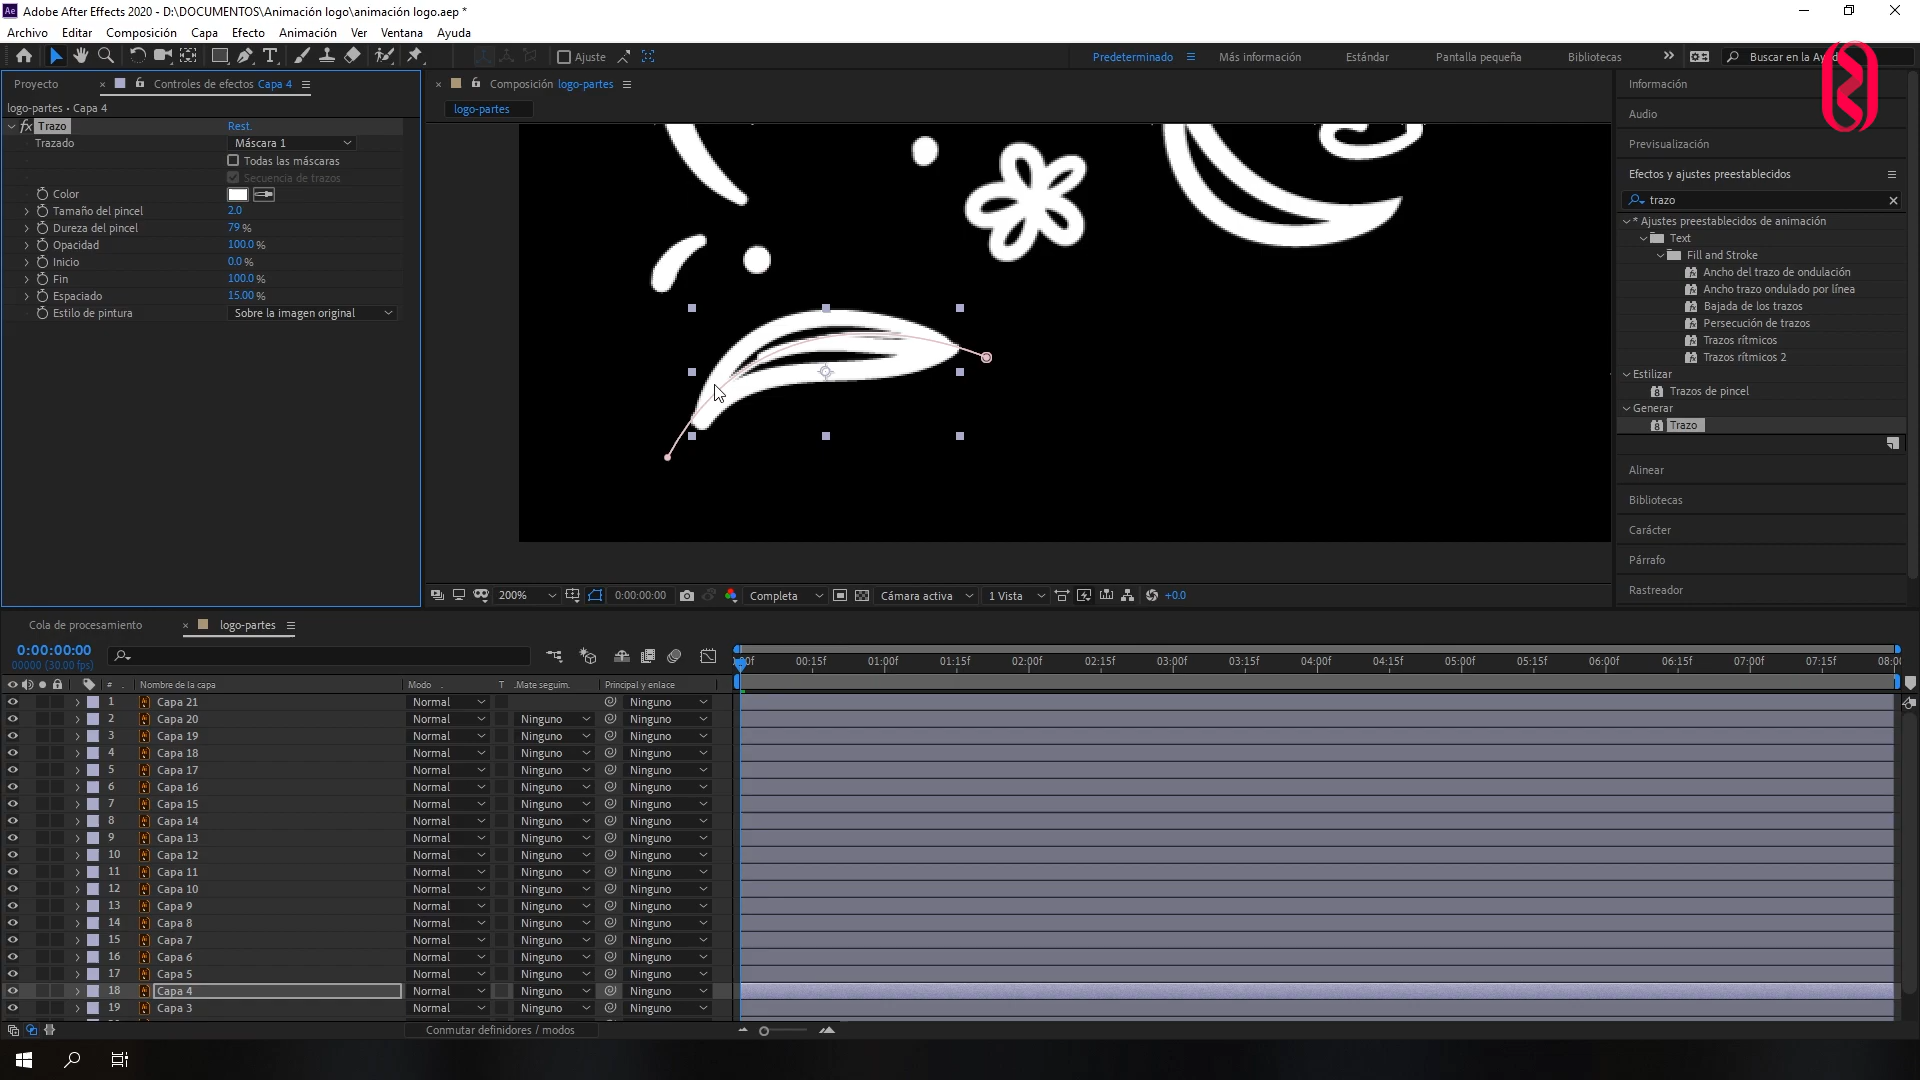 Adobe After Effects 2020 - D:\DOCUMENTOS\Animación logo\animación logo.aep *
Archivo Editar Composición Capa Efecto Animación Ver Ventana Ayuda
Ajuste
Predeterminado Más información Estándar Pantalla pequeña Bibliotecas Buscar en la Ay
Proyecto Controles de efectos Capa 4
Composición logo-partes
logo-partes • Capa 4
logo-partes
fx Trazo Rest.
Trazado Máscara 1
Todas las máscaras
Secuencia de trazos
Color
Tamaño del pincel 2.0
Dureza del pincel 79 %
Opacidad 100.0 %
Inicio 0.0 %
Fin 100.0 %
Espaciado 15.00 %
Estilo de pintura Sobre la imagen original
Información
Audio
Previsualización
Efectos y ajustes preestablecidos
trazo
* Ajustes preestablecidos de animación
Text
Fill and Stroke
Ancho del trazo de ondulación
Ancho trazo ondulado por línea
Bajada de los trazos
Persecución de trazos
Trazos rítmicos
Trazos rítmicos 2
Estilizar
Trazos de pincel
Generar
Trazo
Alinear
Bibliotecas
Carácter
Párrafo
Rastreador
200% 0:00:00:00 Completa Cámara activa 1 Vista +0.0
Cola de procesamiento logo-partes
0:00:00:00
00000 (30.00 fps)
:00f 00:15f 01:00f 01:15f 02:00f 02:15f 03:00f 03:15f 04:00f 04:15f 05:00f 05:15f 06:00f 06:15f 07:00f 07:15f 08:00
# Nombre de la capa Modo T .Mate seguim. Principal y enlace
1 Capa 21 Normal Ninguno
2 Capa 20 Normal Ninguno Ninguno
3 Capa 19 Normal Ninguno Ninguno
4 Capa 18 Normal Ninguno Ninguno
5 Capa 17 Normal Ninguno Ninguno
6 Capa 16 Normal Ninguno Ninguno
7 Capa 15 Normal Ninguno Ninguno
8 Capa 14 Normal Ninguno Ninguno
9 Capa 13 Normal Ninguno Ninguno
10 Capa 12 Normal Ninguno Ninguno
11 Capa 11 Normal Ninguno Ninguno
12 Capa 10 Normal Ninguno Ninguno
13 Capa 9 Normal Ninguno Ninguno
14 Capa 8 Normal Ninguno Ninguno
15 Capa 7 Normal Ninguno Ninguno
16 Capa 6 Normal Ninguno Ninguno
17 Capa 5 Normal Ninguno Ninguno
18 Capa 4 Normal Ninguno Ninguno
19 Capa 3 Normal Ninguno Ninguno
Conmutar definidores / modos